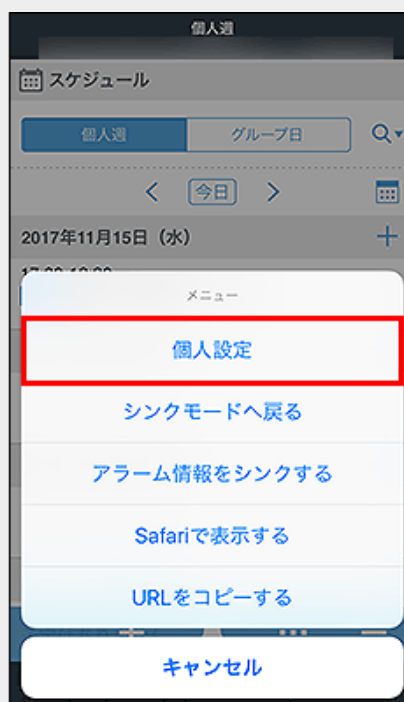 個人週
スケジュール
個人週
グループ日
今日
2017年11月15日（水）
メニュー
個人設定
シンクモードへ戻る
アラーム情報をシンクする
Safariで表示する
URLをコピーする
キャンセル